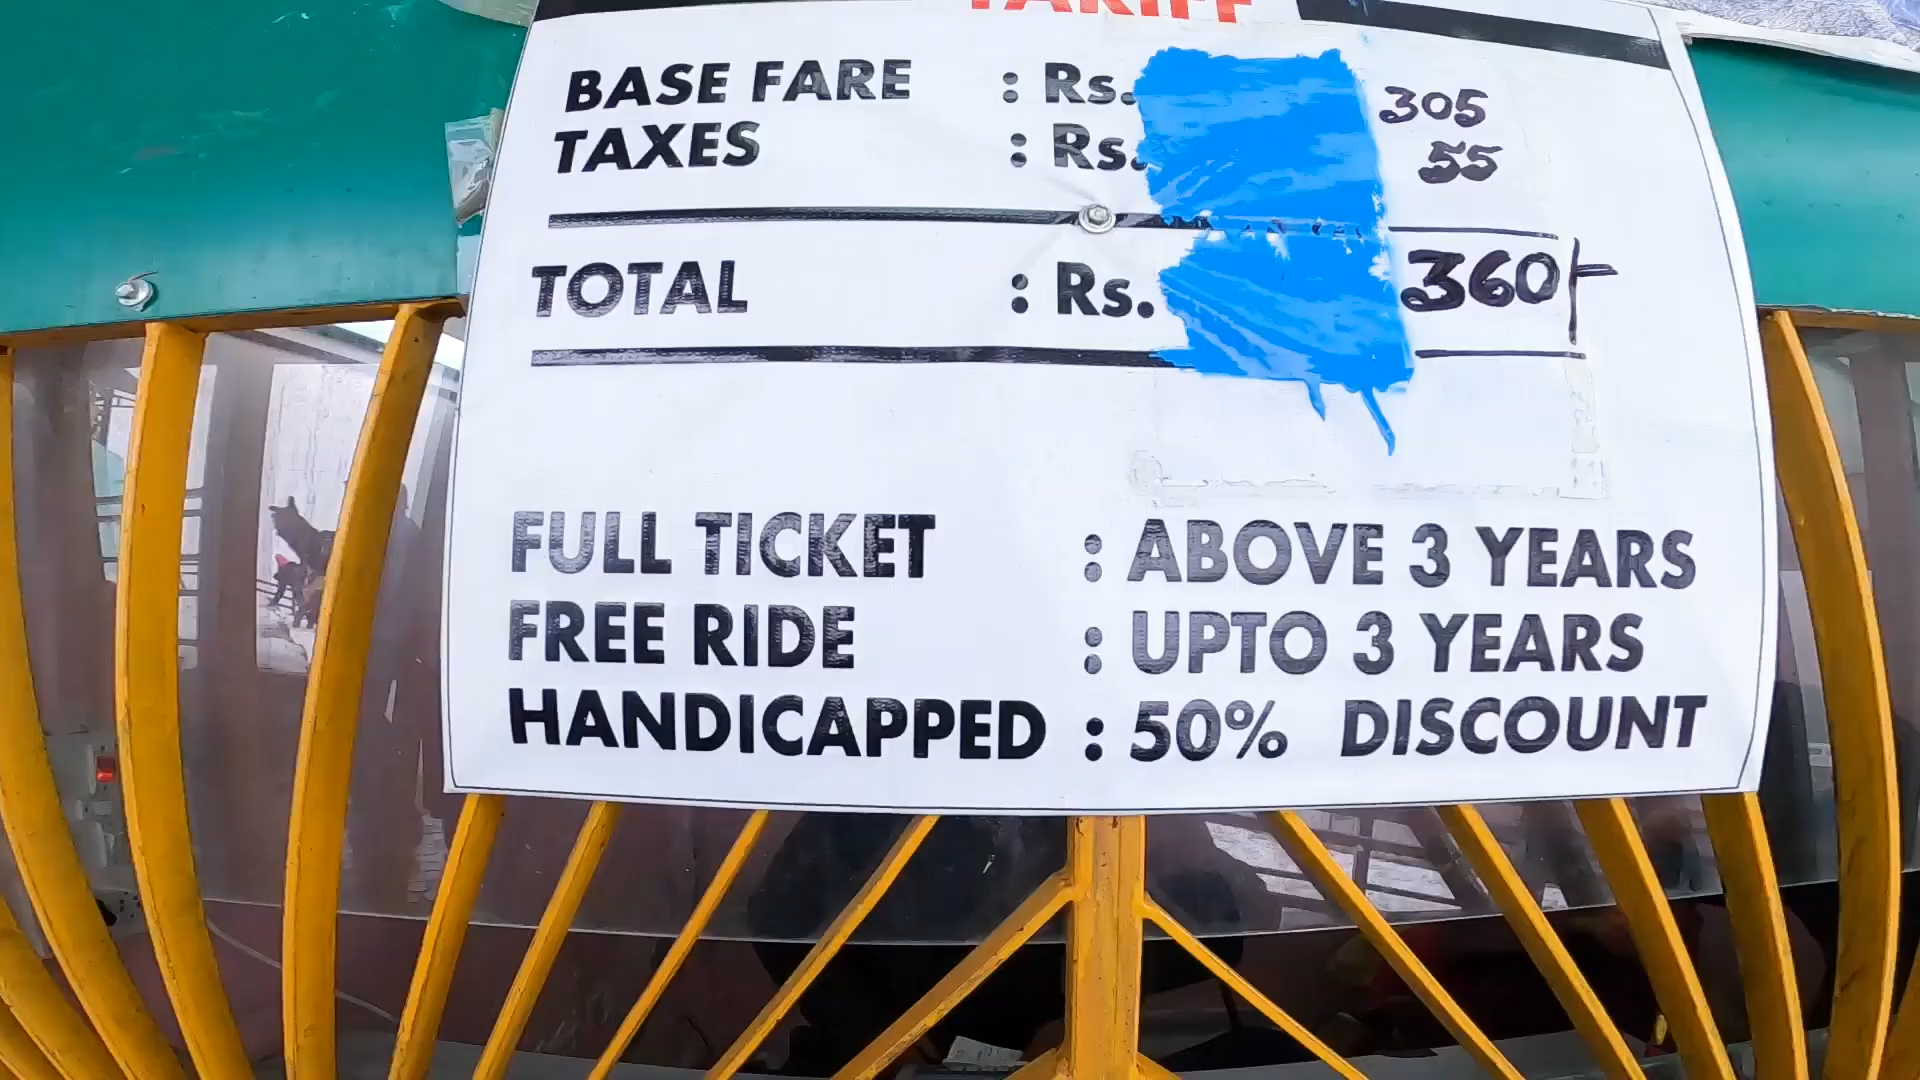 TARIFF
BASE FARE : Rs. 305
TAXES : Rs. 55
TOTAL : Rs. 360/-
FULL TICKET : ABOVE 3 YEARS
FREE RIDE : UPTO 3 YEARS
HANDICAPPED : 50% DISCOUNT